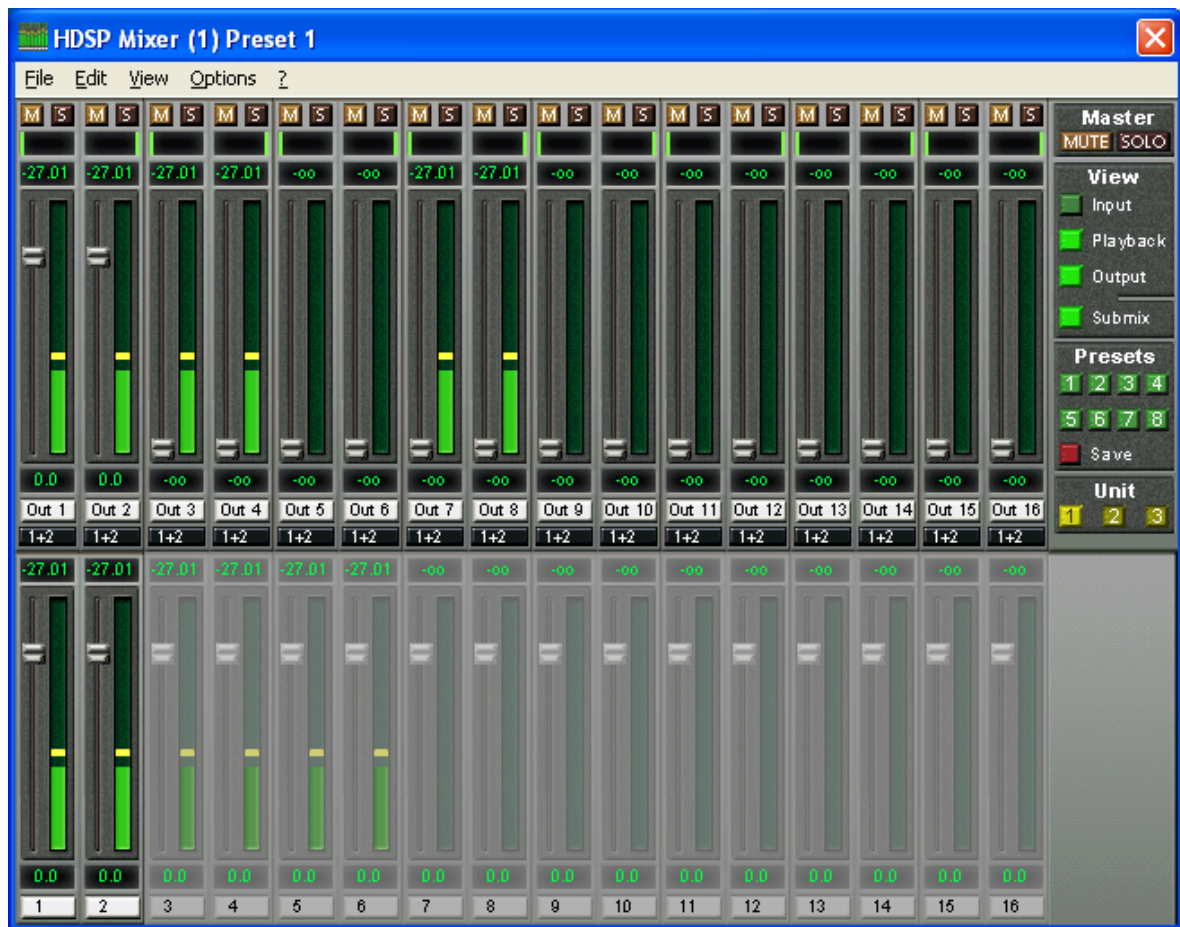 HDSP Mixer (1) Preset 1
File Edit View Options ?
M S M S M S M S M S M S M S M S M S M S M S M S M S M S M S M S
-27.01 -27.01 -27.01 -27.01 -oo -oo -27.01 -27.01 -oo -oo -oo -oo -oo -oo -oo -oo
0.0 0.0 -oo -oo -oo -oo -oo -oo -oo -oo -oo -oo -oo -oo -oo -oo
Out 1 Out 2 Out 3 Out 4 Out 5 Out 6 Out 7 Out 8 Out 9 Out 10 Out 11 Out 12 Out 13 Out 14 Out 15 Out 16
1+2 1+2 1+2 1+2 1+2 1+2 1+2 1+2 1+2 1+2 1+2 1+2 1+2 1+2 1+2 1+2
-27.01 -27.01 -27.01 -27.01 -27.01 -27.01 -oo -oo -oo -oo -oo -oo -oo -oo -oo -oo
0.0 0.0 0.0 0.0 0.0 0.0 0.0 0.0 0.0 0.0 0.0 0.0 0.0 0.0 0.0 0.0
1 2 3 4 5 6 7 8 9 10 11 12 13 14 15 16
Master
MUTE SOLO
View
Input
Playback
Output
Submix
Presets
1 2 3 4
5 6 7 8
Save
Unit
1 2 3